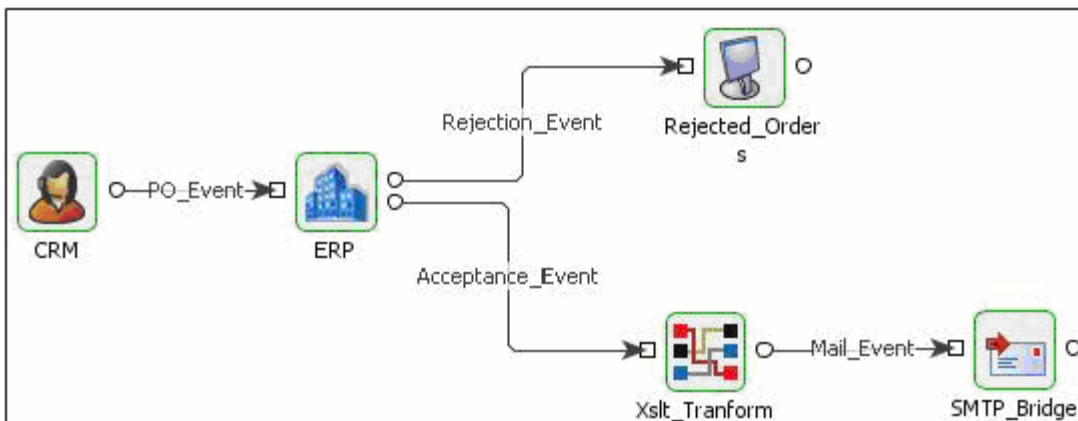 Rejection_Event
Rejected_Order
s
PO_Event
CRM
ERP
Acceptance_Event
Mail_Event
Xslt_Tranform
SMTP_Bridge